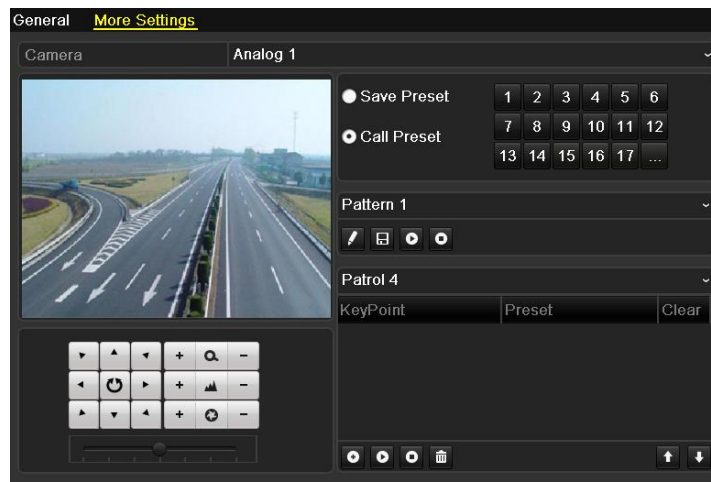 General More Settings
Camera Analog 1
Save Preset 1 2 3 4 5 6
Call Preset 7 8 9 10 11 12
13 14 15 16 17 ...
Pattern 1
Patrol 4
KeyPoint Preset Clear